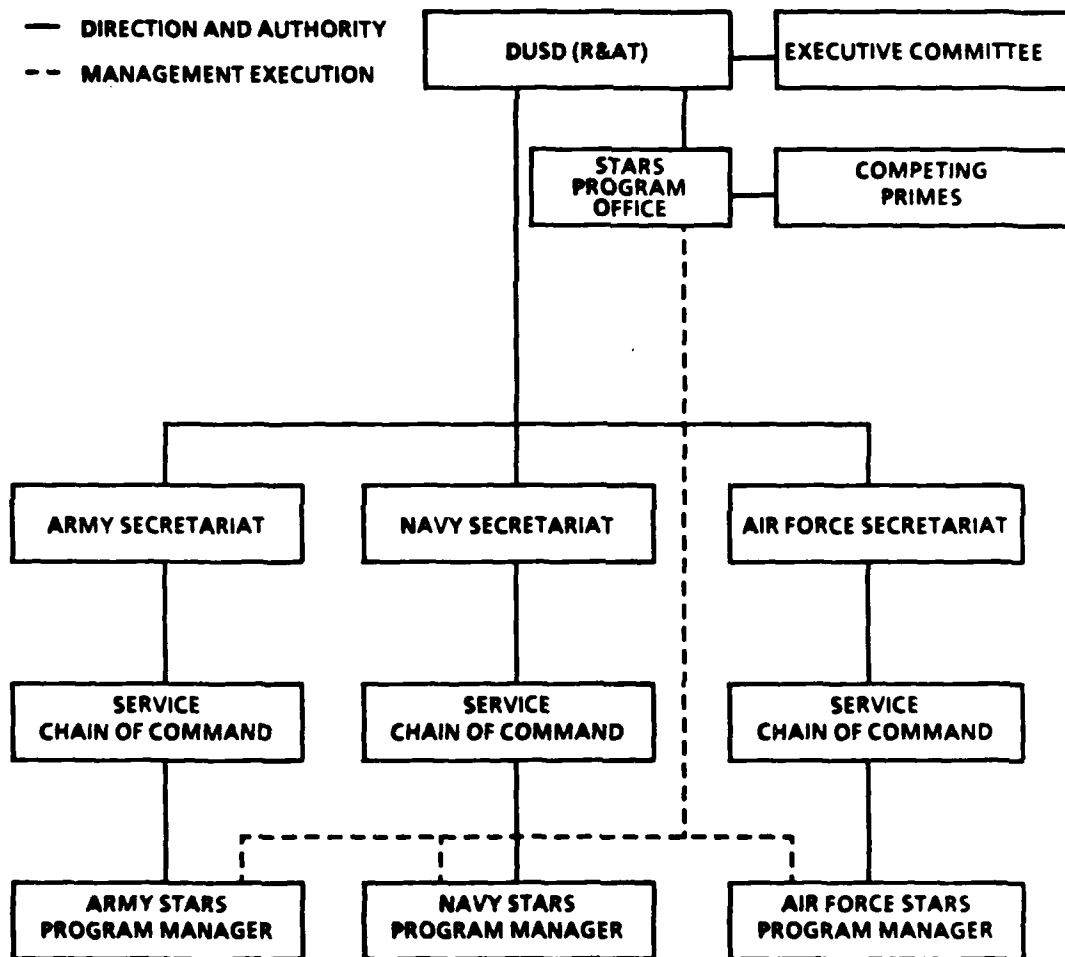 DIRECTION AND AUTHORITY
MANAGEMENT EXECUTION
DUSD (R&AT)
EXECUTIVE COMMITTEE
STARS
PROGRAM
OFFICE
COMPETING
PRIMES
ARMY SECRETARIAT
NAVY SECRETARIAT
AIR FORCE SECRETARIAT
SERVICE
CHAIN OF COMMAND
SERVICE
CHAIN OF COMMAND
SERVICE
CHAIN OF COMMAND
ARMY STARS
PROGRAM MANAGER
NAVY STARS
PROGRAM MANAGER
AIR FORCE STARS
PROGRAM MANAGER